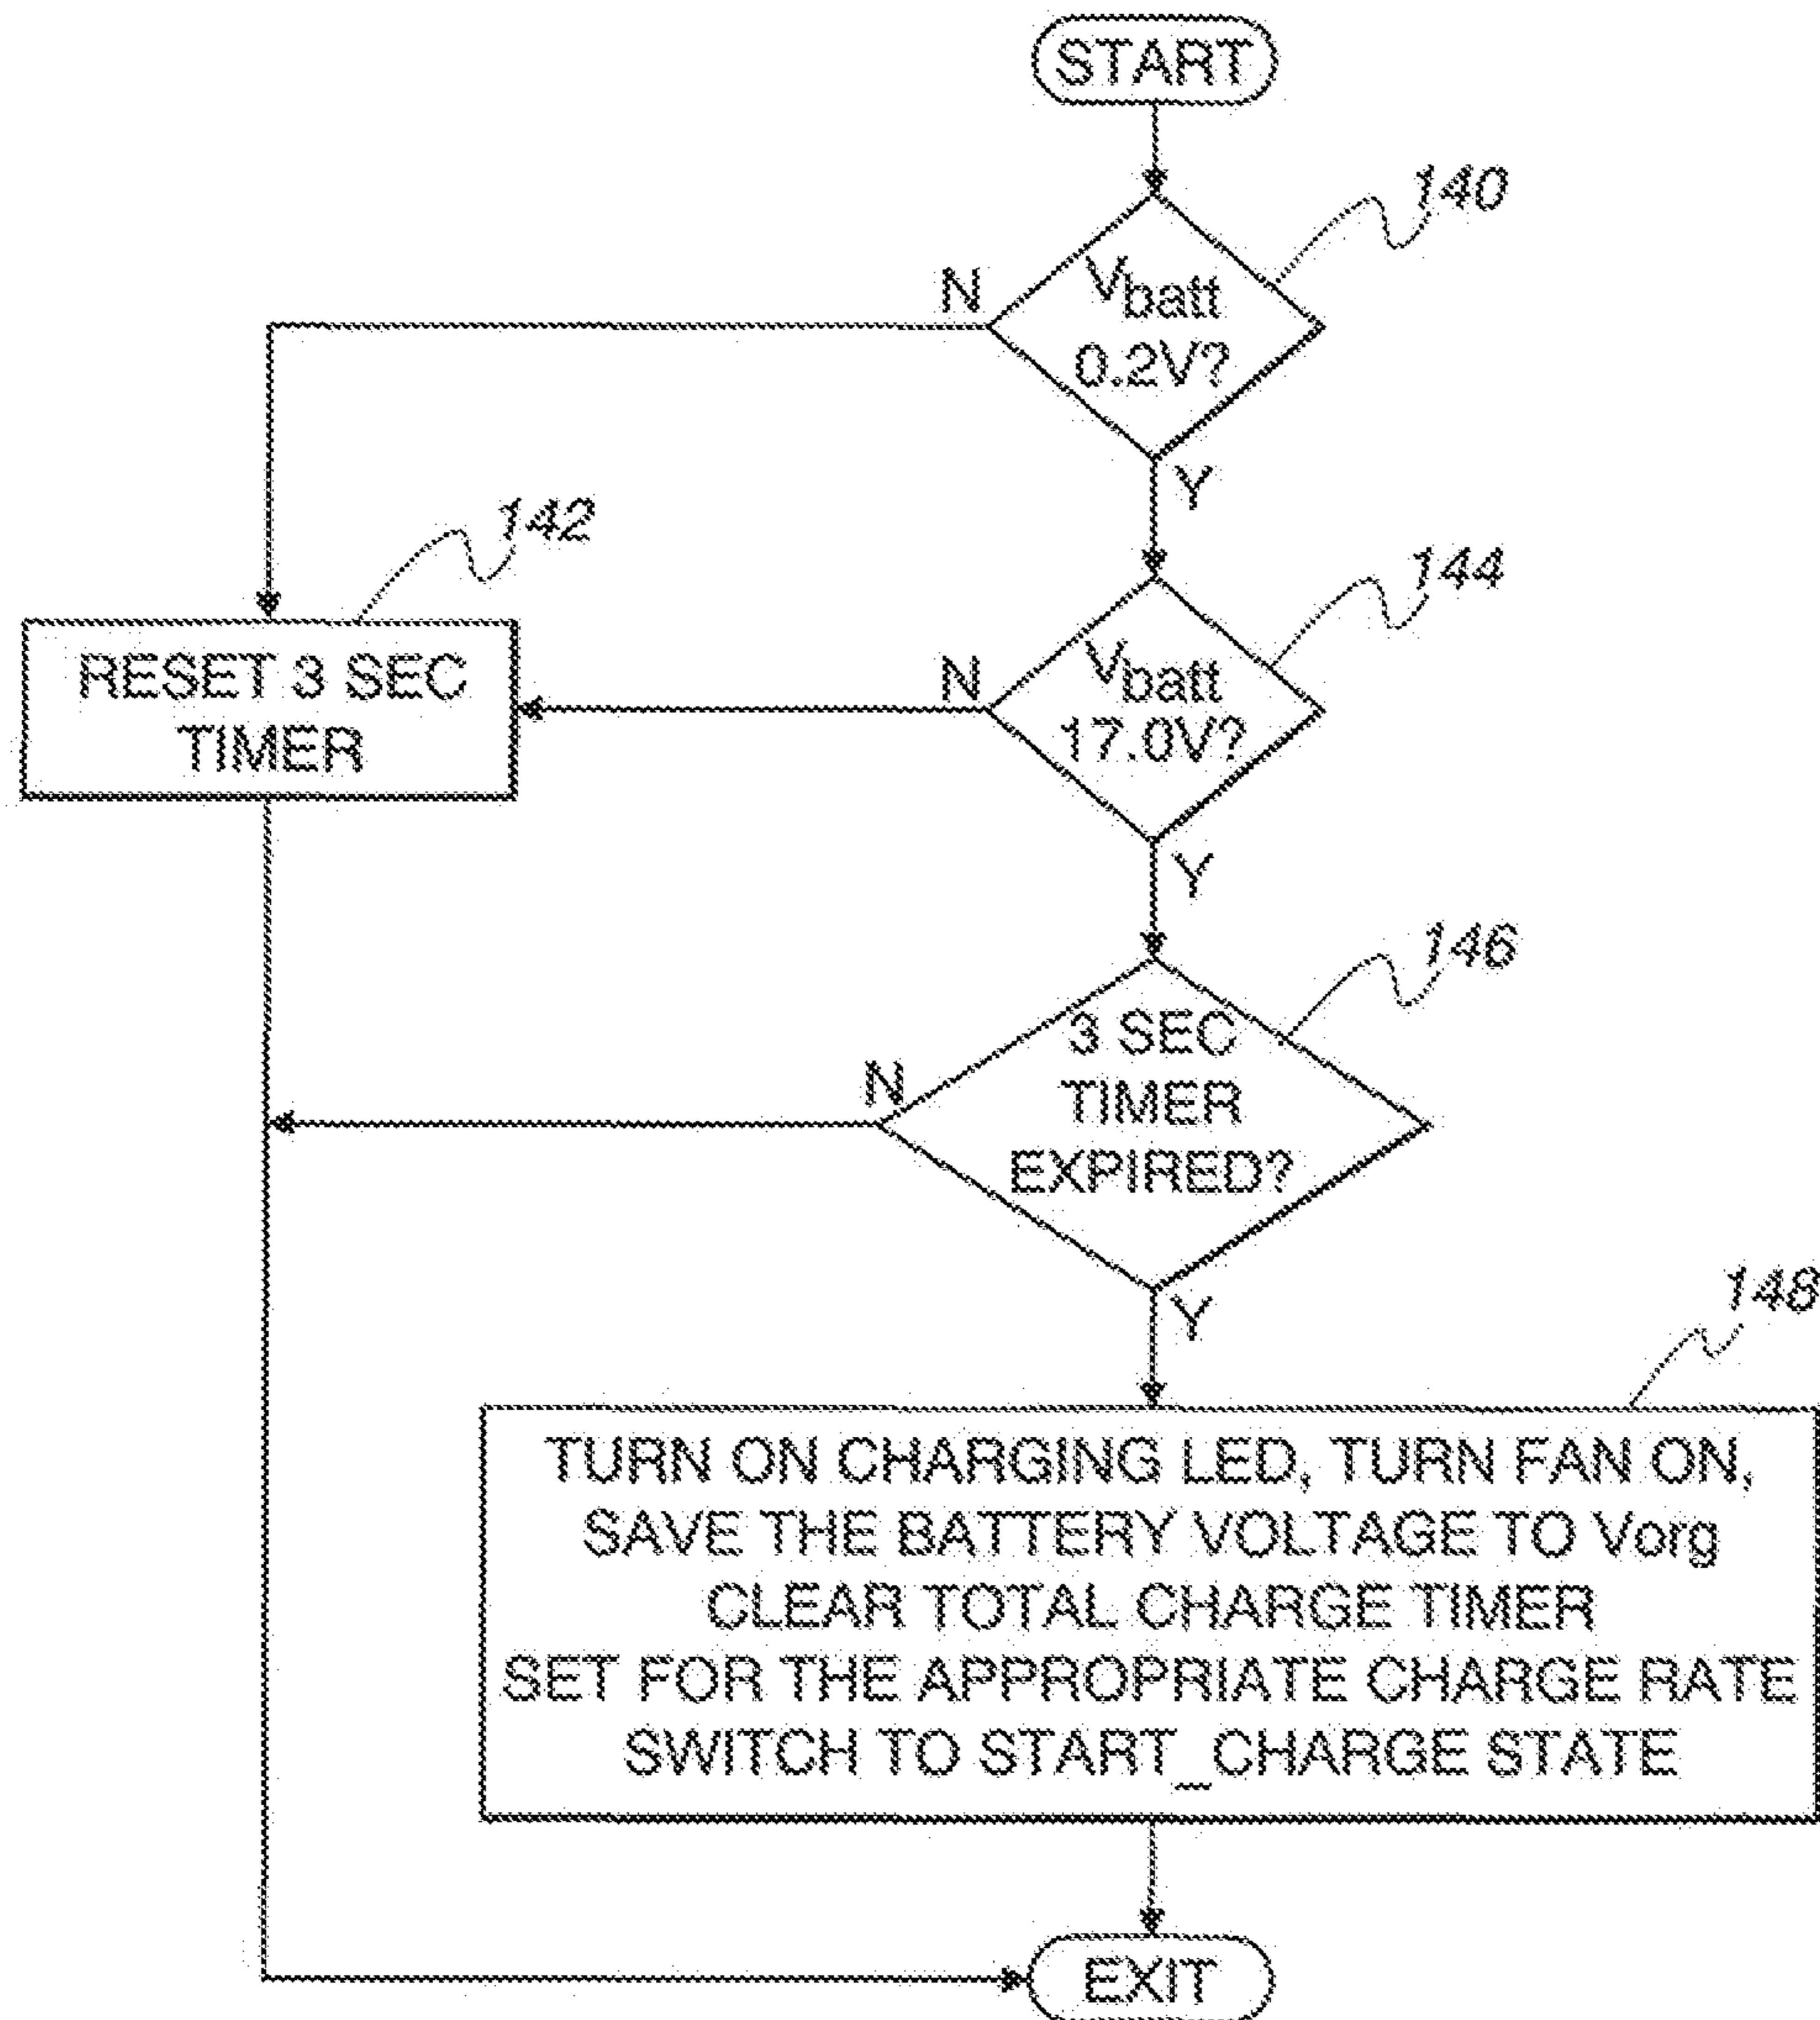 START
140
V batt
0.2V?
N
Y
142
RESET 3 SEC
TIMER
144
V batt
17.0V?
N
Y
146
3 SEC
TIMER
EXPIRED?
N
Y
148
TURN ON CHARGING LED, TURN FAN ON,
SAVE THE BATTERY VOLTAGE TO Vorg
CLEAR TOTAL CHARGE TIMER
SET FOR THE APPROPRIATE CHARGE RATE
SWITCH TO START_CHARGE STATE
EXIT